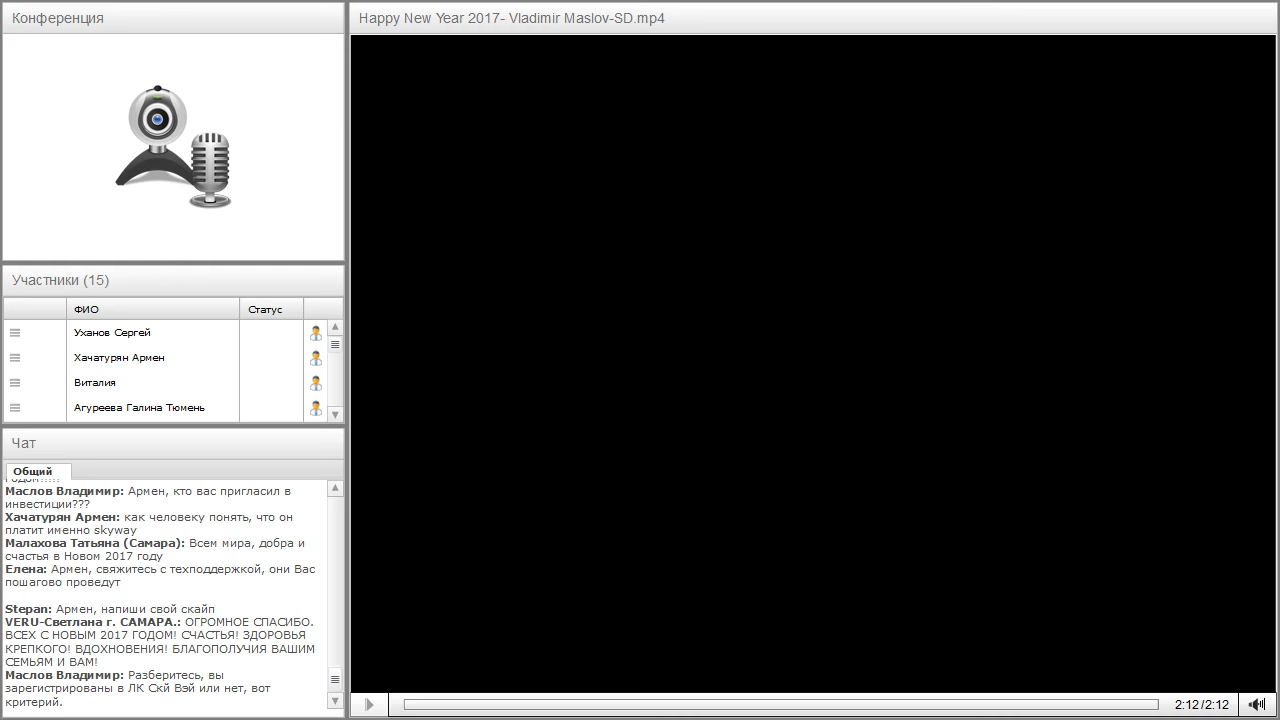 Конференция
Happy New Year 2017- Vladimir Maslov-SD.mp4
Участники (15)
ФИО Статус
Уханов Сергей
Хачатурян Армен
Виталия
Агуреева Галина Тюмень
Чат
Общий
Маслов Владимир: Армен, кто вас пригласил в
инвестиции???
Хачатурян Армен: как человеку понять, что он
платит именно skyway
Малахова Татьяна (Самара): Всем мира, добра и
счастья в Новом 2017 году
Елена: Армен, свяжитесь с техподдержкой, они Вас
пошагово проведут
Stepan: Армен, напиши свой скайп
VERU-Светлана г. САМАРА.: ОГРОМНОЕ СПАСИБО.
ВСЕХ С НОВЫМ 2017 ГОДОМ! СЧАСТЬЯ! ЗДОРОВЬЯ
КРЕПКОГО! ВДОХНОВЕНИЯ! БЛАГОПОЛУЧИЯ ВАШИМ
СЕМЬЯМ И ВАМ!
Маслов Владимир: Разберитесь, вы
зарегистрированы в ЛК Скй Вэй или нет, вот
критерий.
2:12/2:12